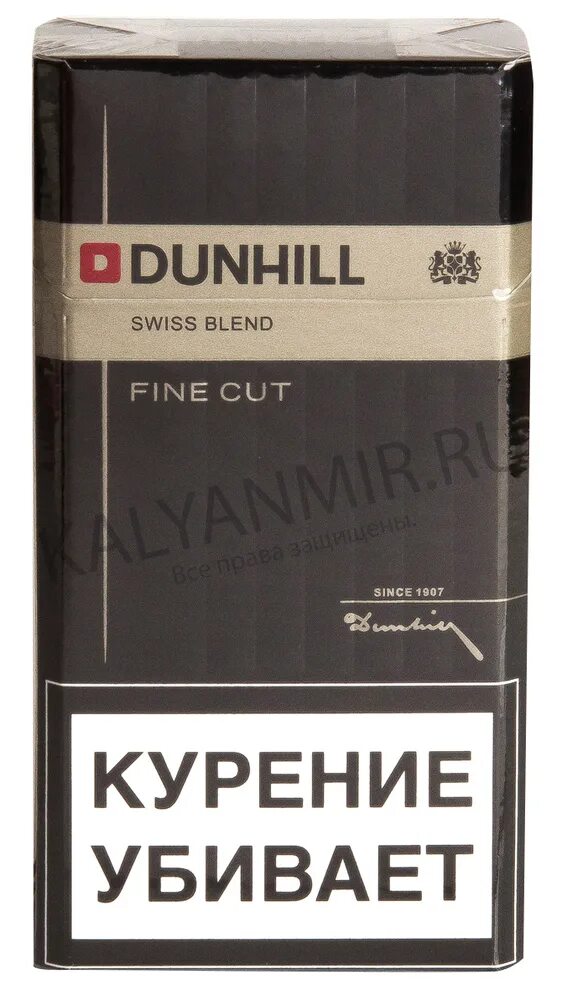 D DUNHILL
SWISS BLEND
FINE CUT
KALYANMIR.RU
Все права защищены.
SINCE 1907
Dunhill
КУРЕНИЕ
УБИВАЕТ